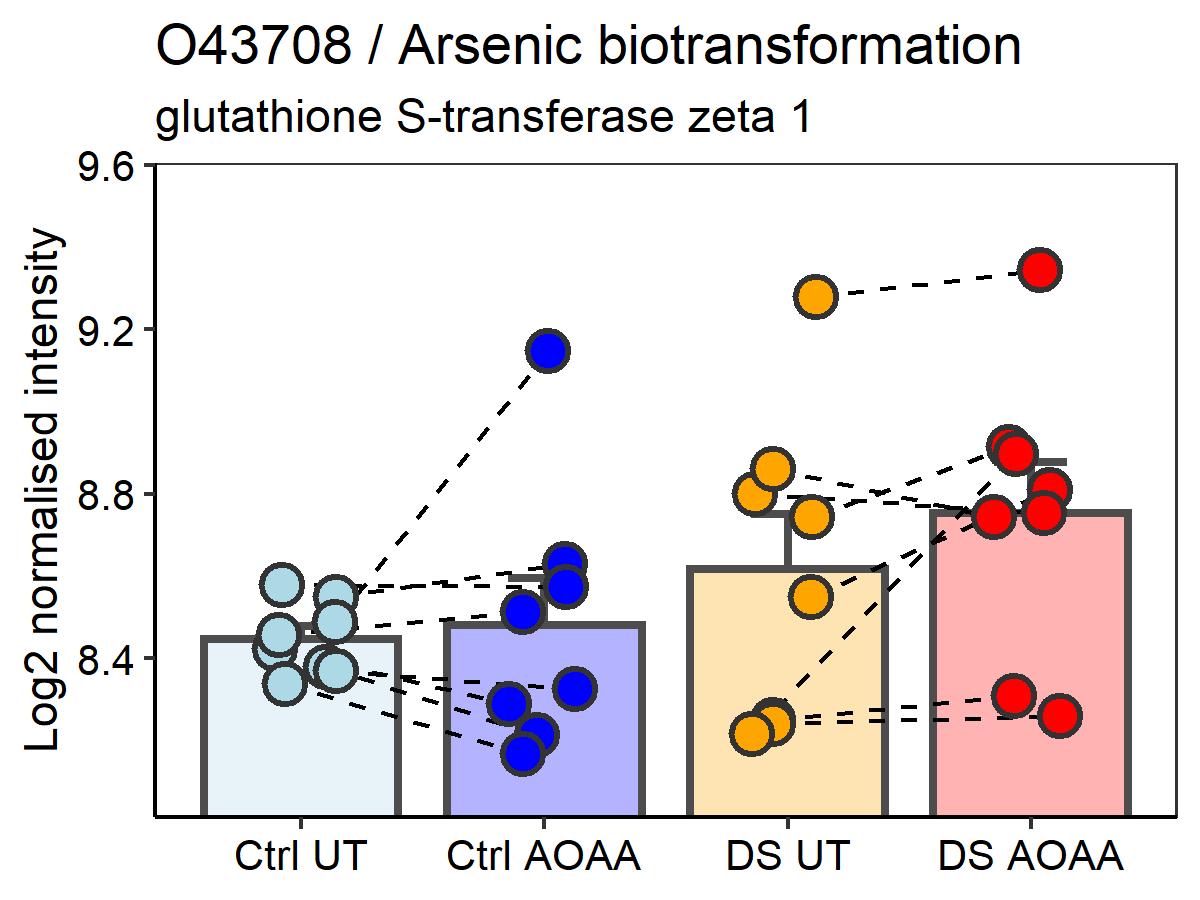 O43708 / Arsenic biotransformation
glutathione S-transferase zeta 1
Log2 normalised intensity
9.6
9.2
8.8
8.4
Ctrl UT
Ctrl AOAA
DS UT
DS AOAA